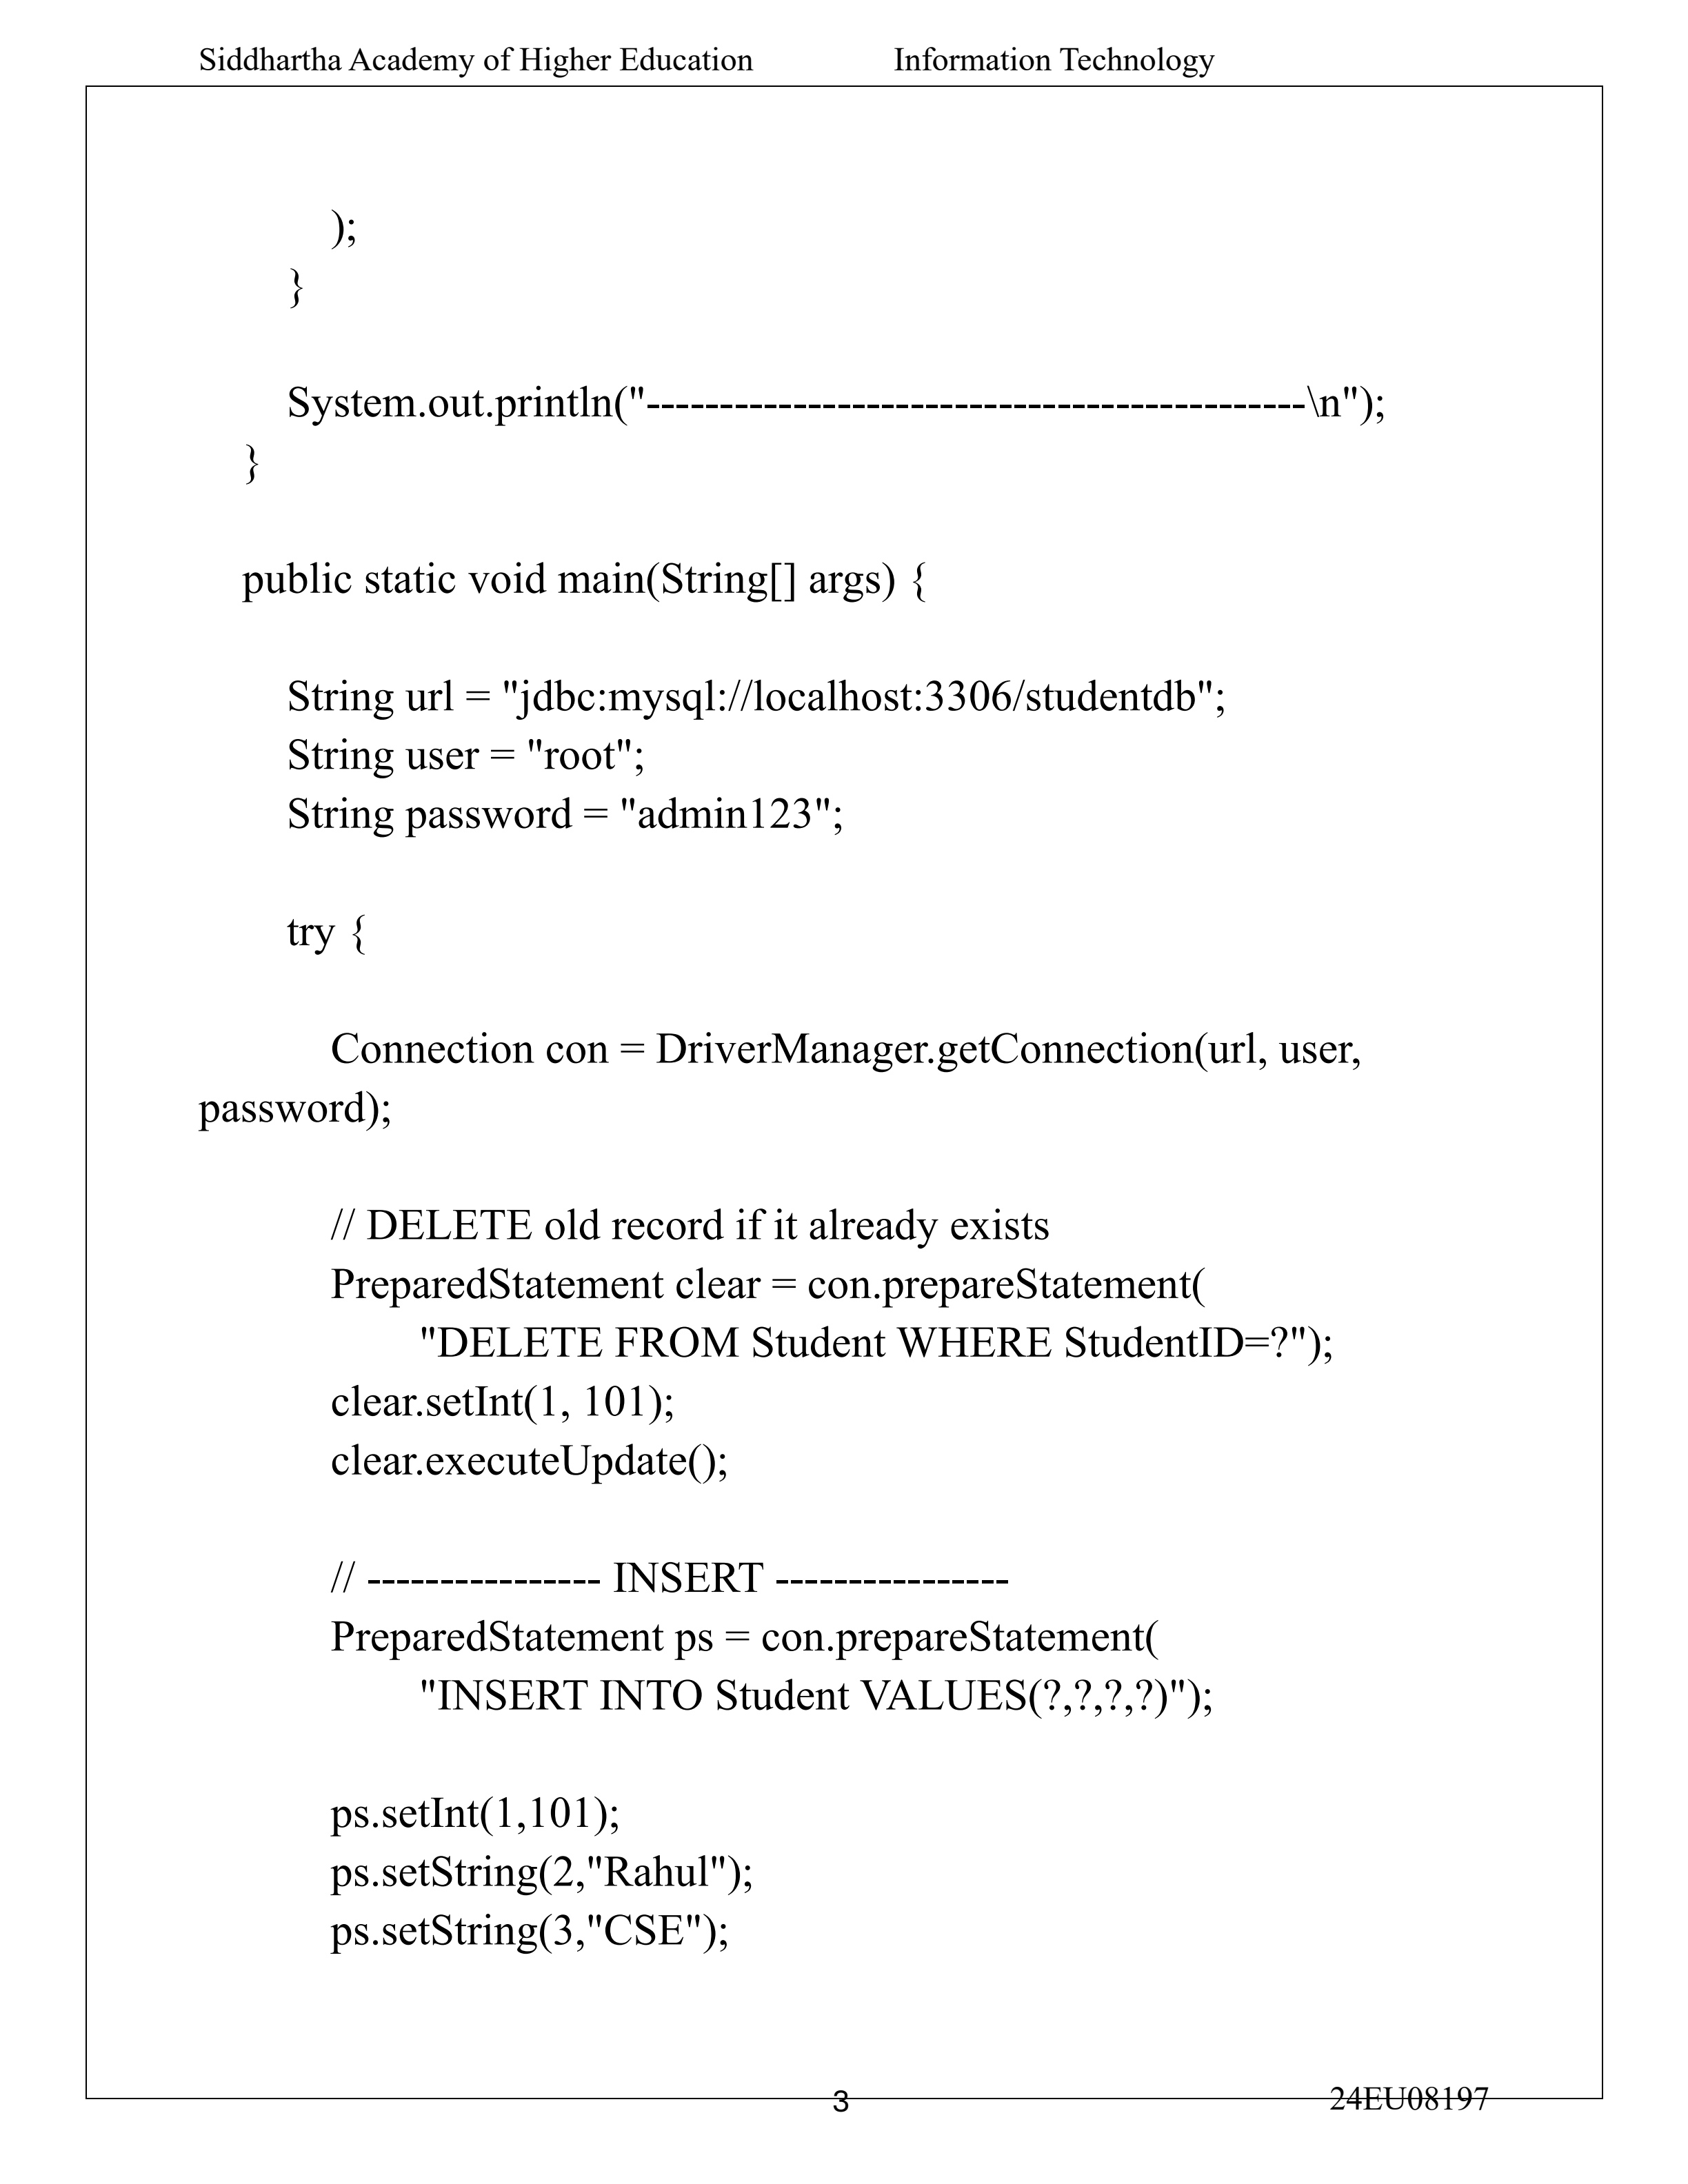 Siddhartha Academy of Higher Education Information Technology
);
}
System.out.println("---------------------------------------------\n");
}
public static void main(String[] args) {
String url = "jdbc:mysql://localhost:3306/studentdb";
String user = "root";
String password = "admin123";
try {
Connection con = DriverManager.getConnection(url, user,
password);
// DELETE old record if it already exists
PreparedStatement clear = con.prepareStatement(
"DELETE FROM Student WHERE StudentID=?");
clear.setInt(1, 101);
clear.executeUpdate();
// ---------------- INSERT ----------------
PreparedStatement ps = con.prepareStatement(
"INSERT INTO Student VALUES(?,?,?,?)");
ps.setInt(1,101);
ps.setString(2,"Rahul");
ps.setString(3,"CSE");
3 24EU08197